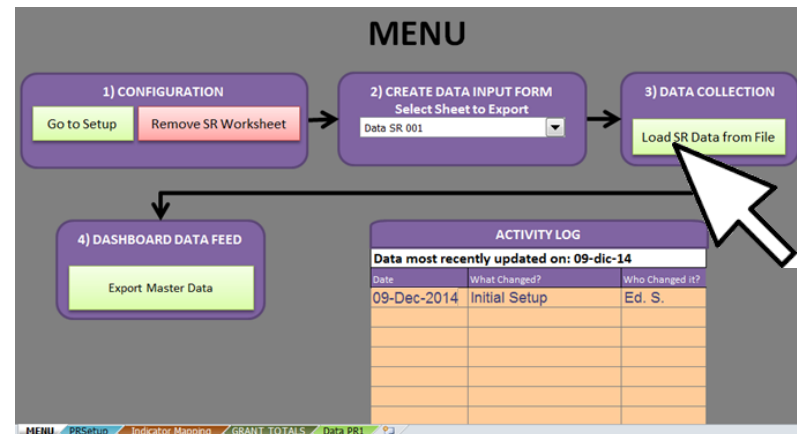 MENU
1) CONFIGURATION
Go to Setup
Remove SR Worksheet
2) CREATE DATA INPUT FORM
Select Sheet to Export
Data SR 001
3) DATA COLLECTION
Load SR Data from File
4) DASHBOARD DATA FEED
Export Master Data
ACTIVITY LOG
Data most recently updated on: 09-dic-14
Date What Changed? Who Changed it?
09-Dec-2014 Initial Setup Ed. S.
MENU PRSetup Indicator Mapping GRANT TOTALS Data PR1